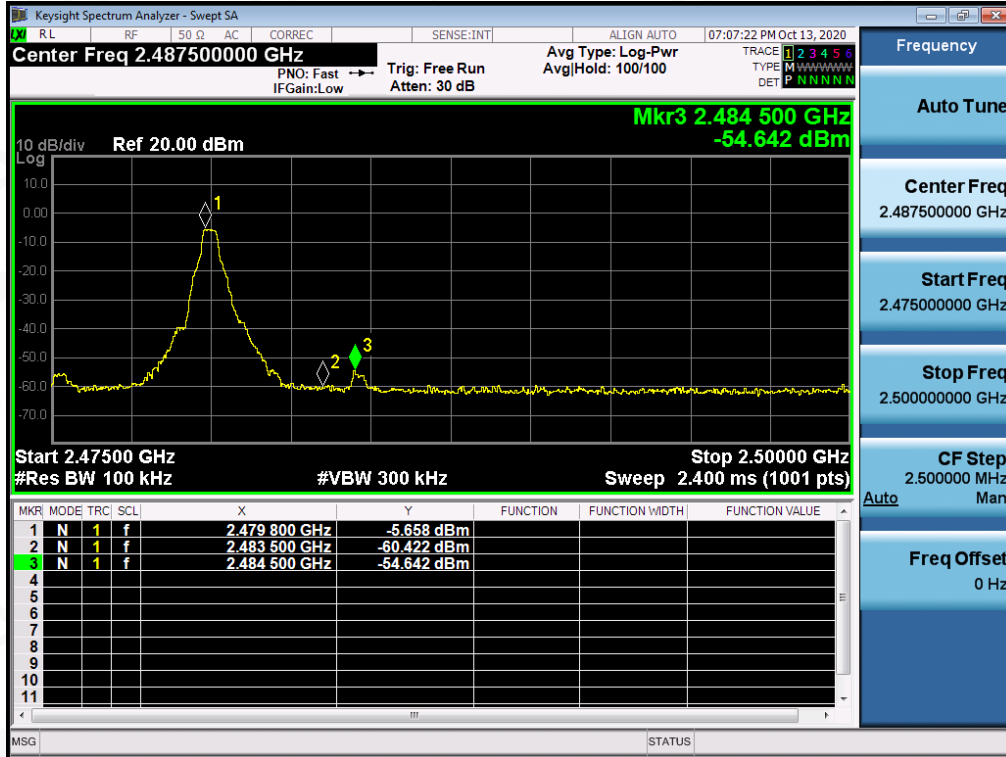 Keysight Spectrum Analyzer - Swept SA
LXI RL RF 50 Ω AC CORREC SENSE:INT ALIGN AUTO 07:07:22 PM Oct 13, 2020
Center Freq 2.487500000 GHz
PNO: Fast
IFGain:Low
Trig: Free Run
Atten: 30 dB
Avg Type: Log-Pwr
Avg|Hold: 100/100
TRACE 1 2 3 4 5 6
TYPE M W W W W W
DET P N N N N N
Mkr3 2.484 500 GHz
-54.642 dBm
10 dB/div Ref 20.00 dBm
Log
10.0
0.00
-10.0
-20.0
-30.0
-40.0
-50.0
-60.0
-70.0
1
2
3
Start 2.47500 GHz Stop 2.50000 GHz
#Res BW 100 kHz #VBW 300 kHz Sweep 2.400 ms (1001 pts)
MKR MODE TRC SCL X Y FUNCTION FUNCTION WIDTH FUNCTION VALUE
1 N 1 f 2.479 800 GHz -5.658 dBm
2 N 1 f 2.483 500 GHz -60.422 dBm
3 N 1 f 2.484 500 GHz -54.642 dBm
4
5
6
7
8
9
10
11
MSG STATUS
Frequency
Auto Tune
Center Freq
2.487500000 GHz
Start Freq
2.475000000 GHz
Stop Freq
2.500000000 GHz
CF Step
2.500000 MHz
Auto Man
Freq Offset
0 Hz